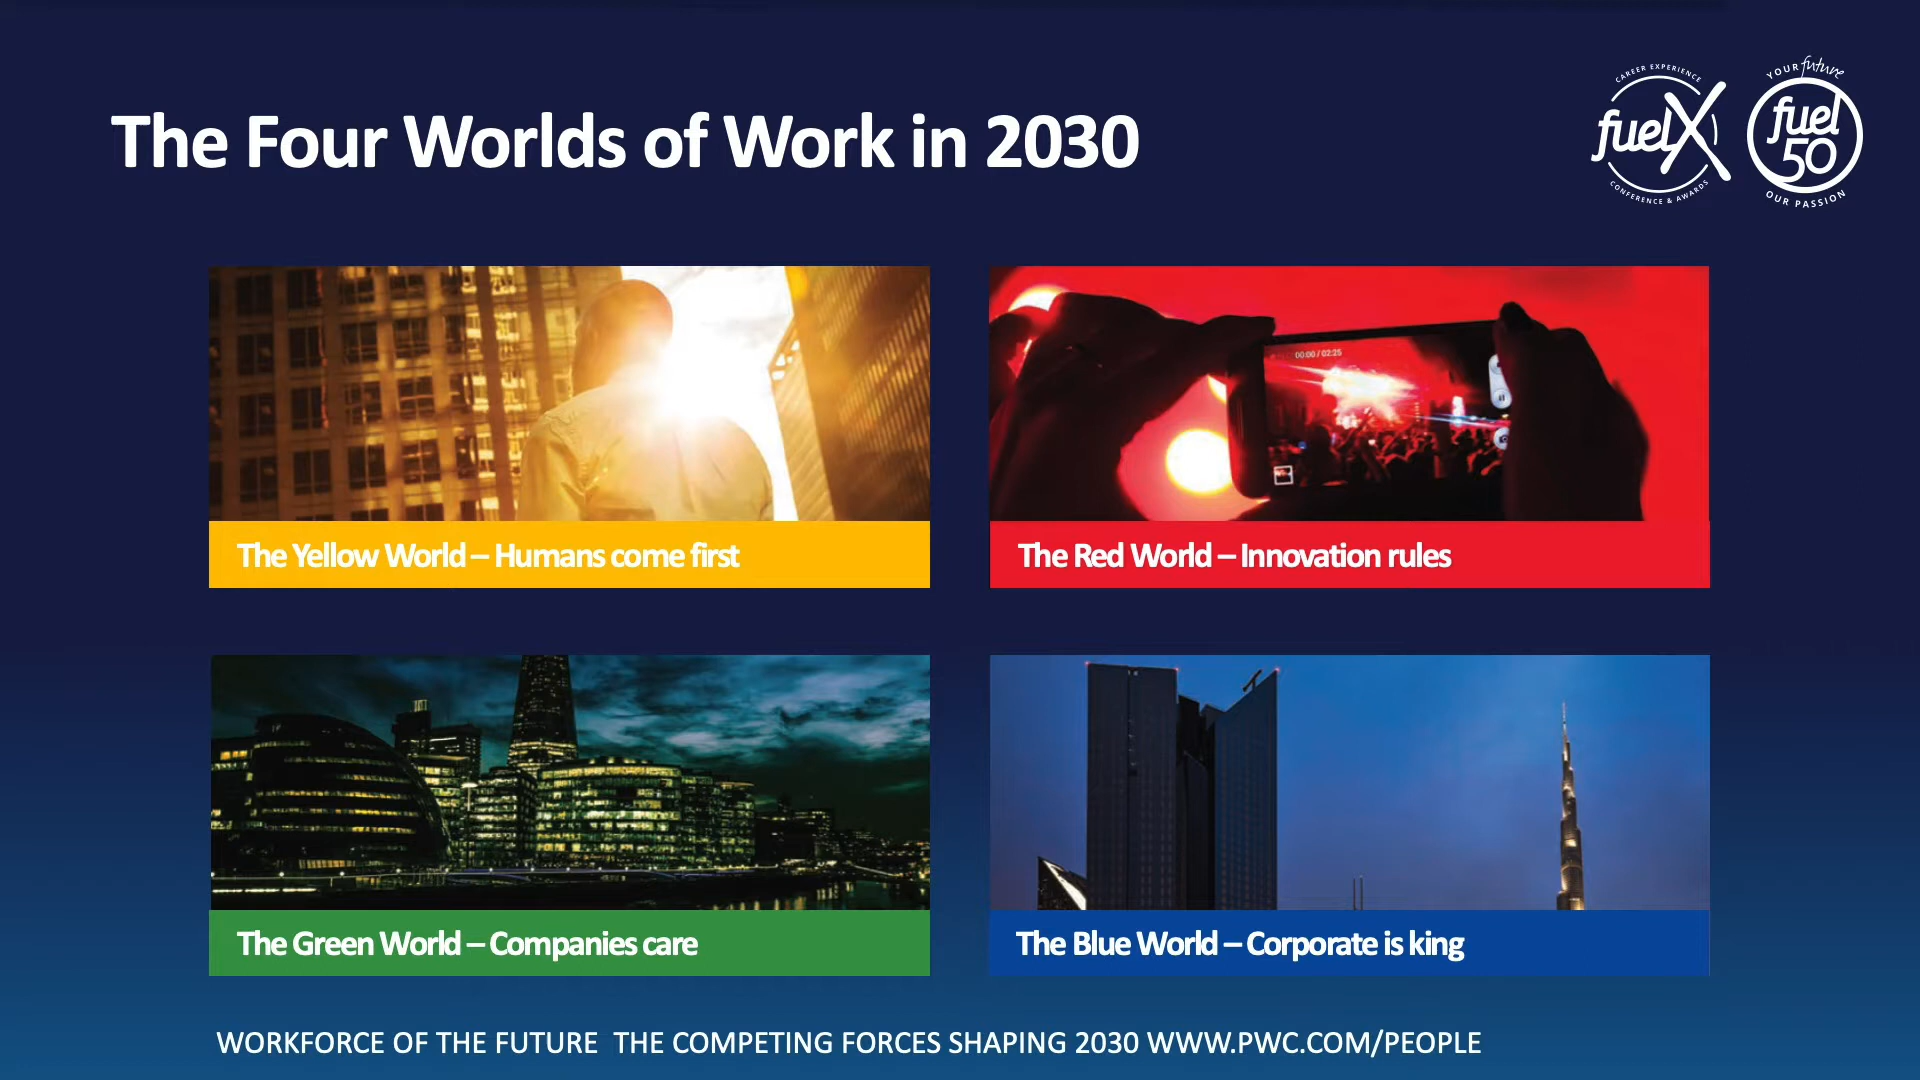 The Four Worlds of Work in 2030
CAREER EXPERIENCE
fuelX
CONFERENCE & AWARDS
YOUR future
fuel
50
OUR PASSION
00:00 / 02:25
The Yellow World – Humans come first
The Red World – Innovation rules
The Green World – Companies care
The Blue World – Corporate is king
WORKFORCE OF THE FUTURE THE COMPETING FORCES SHAPING 2030 WWW.PWC.COM/PEOPLE